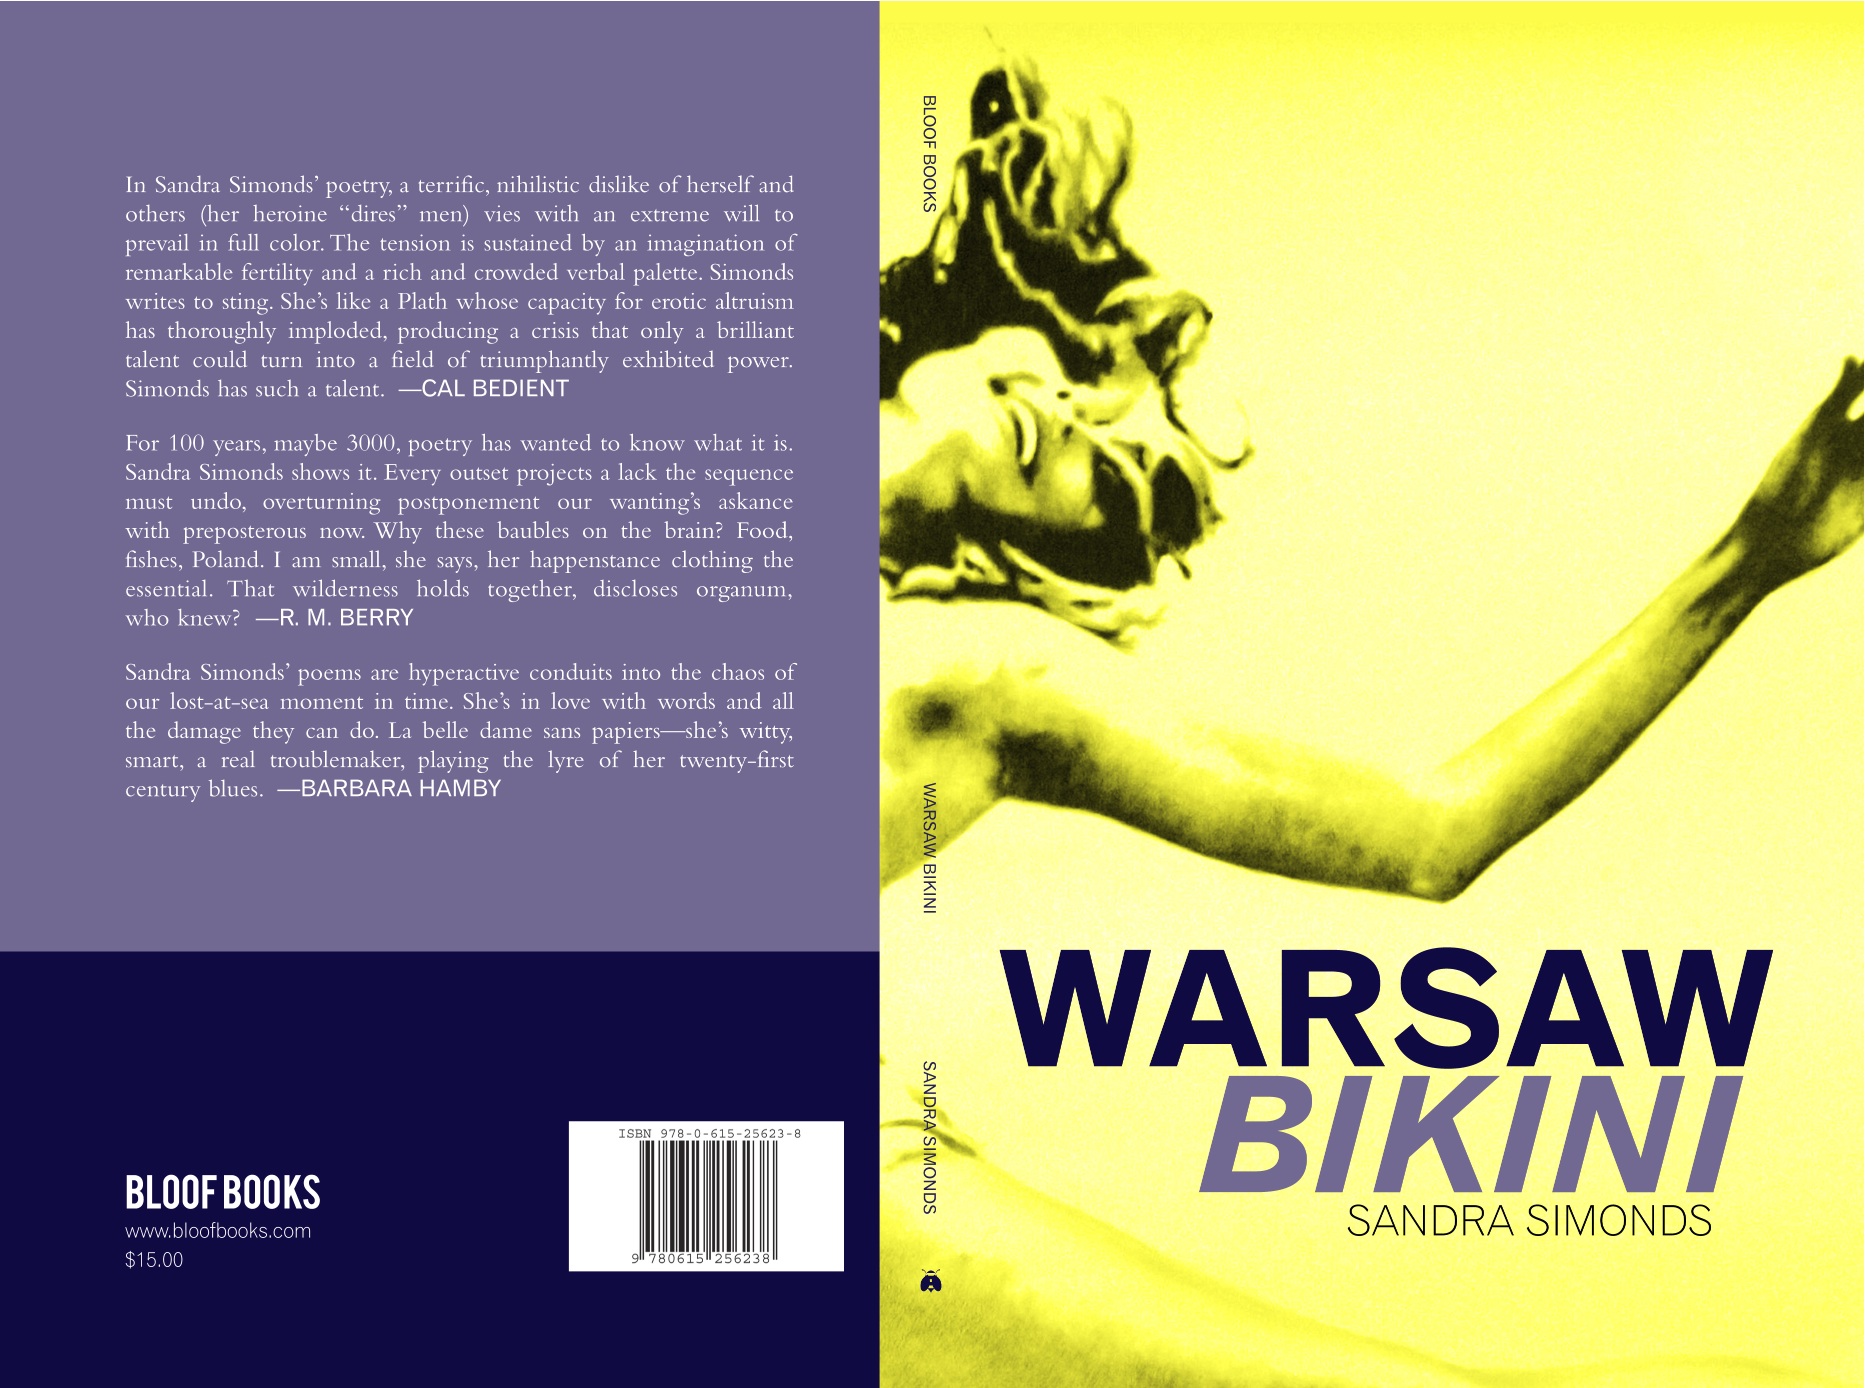 In Sandra Simonds’ poetry, a terrific, nihilistic dislike of herself and
others (her heroine “dires” men) vies with an extreme will to
prevail in full color. The tension is sustained by an imagination of
remarkable fertility and a rich and crowded verbal palette. Simonds
writes to sting. She’s like a Plath whose capacity for erotic altruism
has thoroughly imploded, producing a crisis that only a brilliant
talent could turn into a field of triumphantly exhibited power.
Simonds has such a talent. —CAL BEDIENT
For 100 years, maybe 3000, poetry has wanted to know what it is.
Sandra Simonds shows it. Every outset projects a lack the sequence
must undo, overturning postponement our wanting’s askance
with preposterous now. Why these baubles on the brain? Food,
fishes, Poland. I am small, she says, her happenstance clothing the
essential. That wilderness holds together, discloses organum,
who knew? —R. M. BERRY
Sandra Simonds’ poems are hyperactive conduits into the chaos of
our lost-at-sea moment in time. She’s in love with words and all
the damage they can do. La belle dame sans papiers—she’s witty,
smart, a real troublemaker, playing the lyre of her twenty-first
century blues. —BARBARA HAMBY
BLOOF BOOKS
www.bloofbooks.com
$15.00
ISBN 978-0-615-25623-8
9 780615 256238
BLOOF BOOKS
WARSAW BIKINI
SANDRA SIMONDS
WARSAW
BIKINI
SANDRA SIMONDS